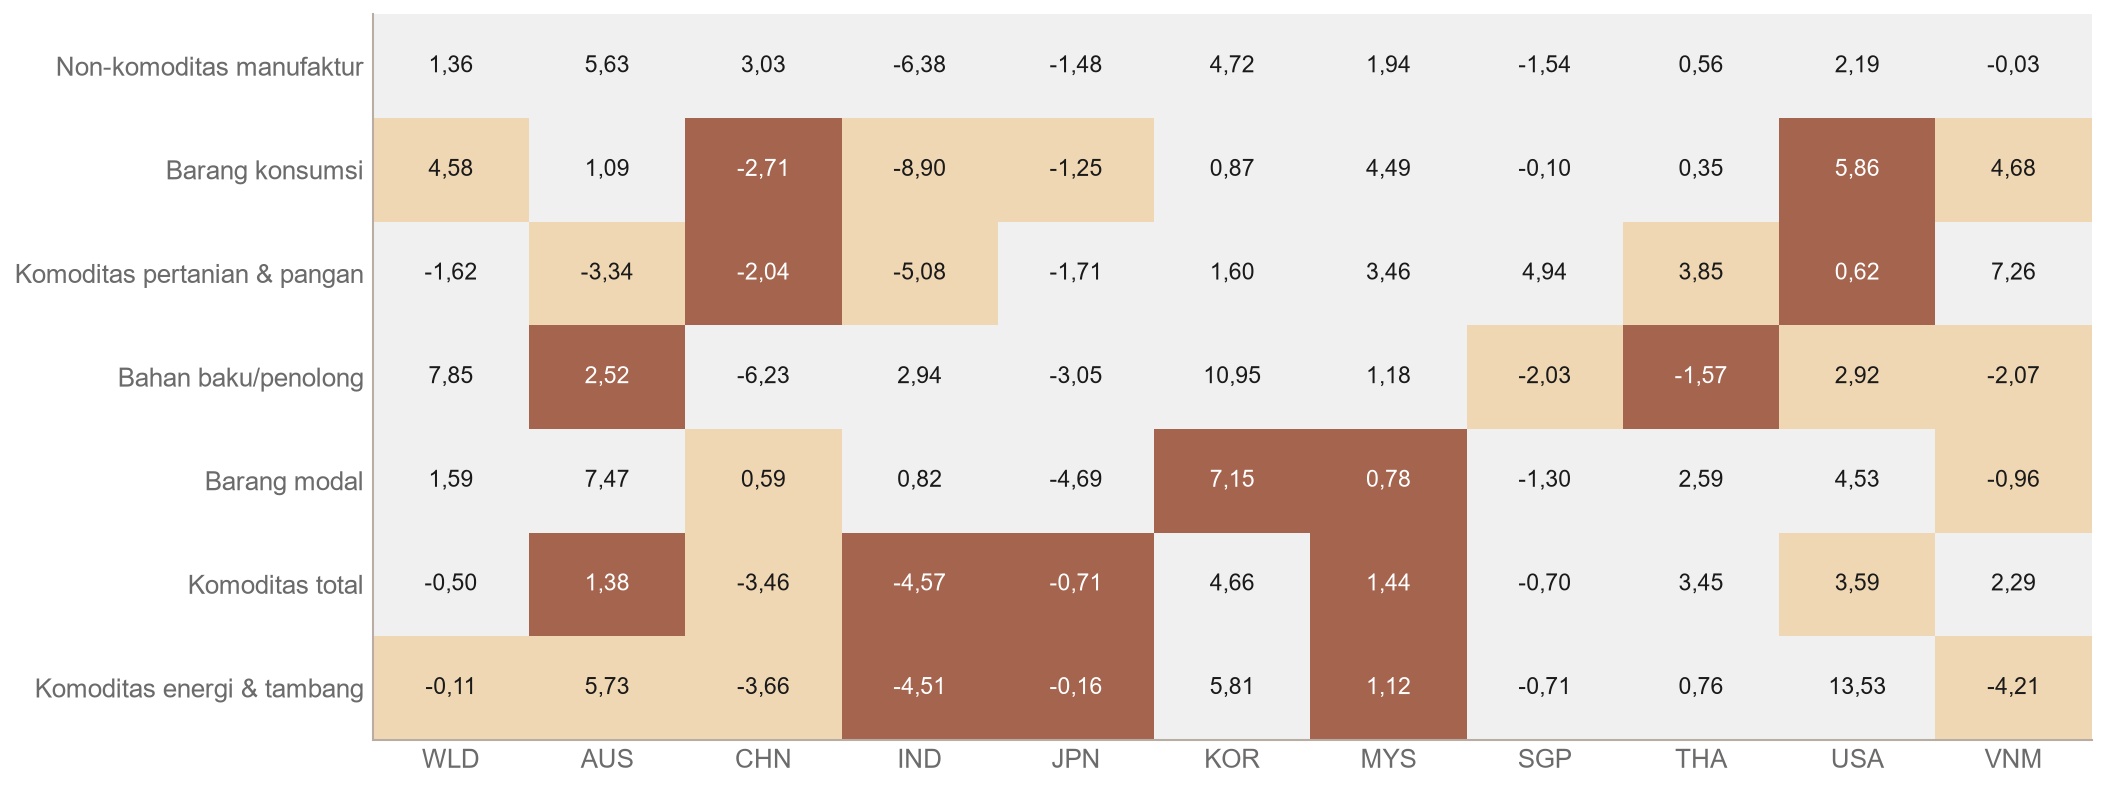 Non-komoditas manufaktur 1,36 5,63 3,03 -6,38 -1,48 4,72 1,94 -1,54 0,56 2,19 -0,03
Barang konsumsi 4,58 1,09 -2,71 -8,90 -1,25 0,87 4,49 -0,10 0,35 5,86 4,68
Komoditas pertanian & pangan -1,62 -3,34 -2,04 -5,08 -1,71 1,60 3,46 4,94 3,85 0,62 7,26
Bahan baku/penolong 7,85 2,52 -6,23 2,94 -3,05 10,95 1,18 -2,03 -1,57 2,92 -2,07
Barang modal 1,59 7,47 0,59 0,82 -4,69 7,15 0,78 -1,30 2,59 4,53 -0,96
Komoditas total -0,50 1,38 -3,46 -4,57 -0,71 4,66 1,44 -0,70 3,45 3,59 2,29
Komoditas energi & tambang -0,11 5,73 -3,66 -4,51 -0,16 5,81 1,12 -0,71 0,76 13,53 -4,21
WLD AUS CHN IND JPN KOR MYS SGP THA USA VNM